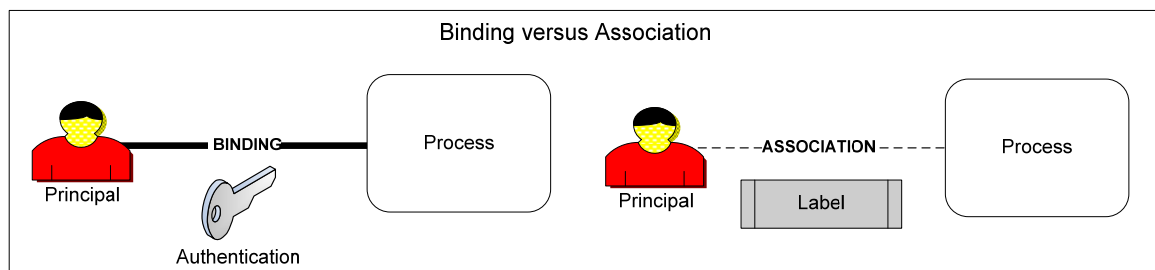 Binding versus Association
BINDING
Process
Principal
Authentication
ASSOCIATION
Process
Principal
Label